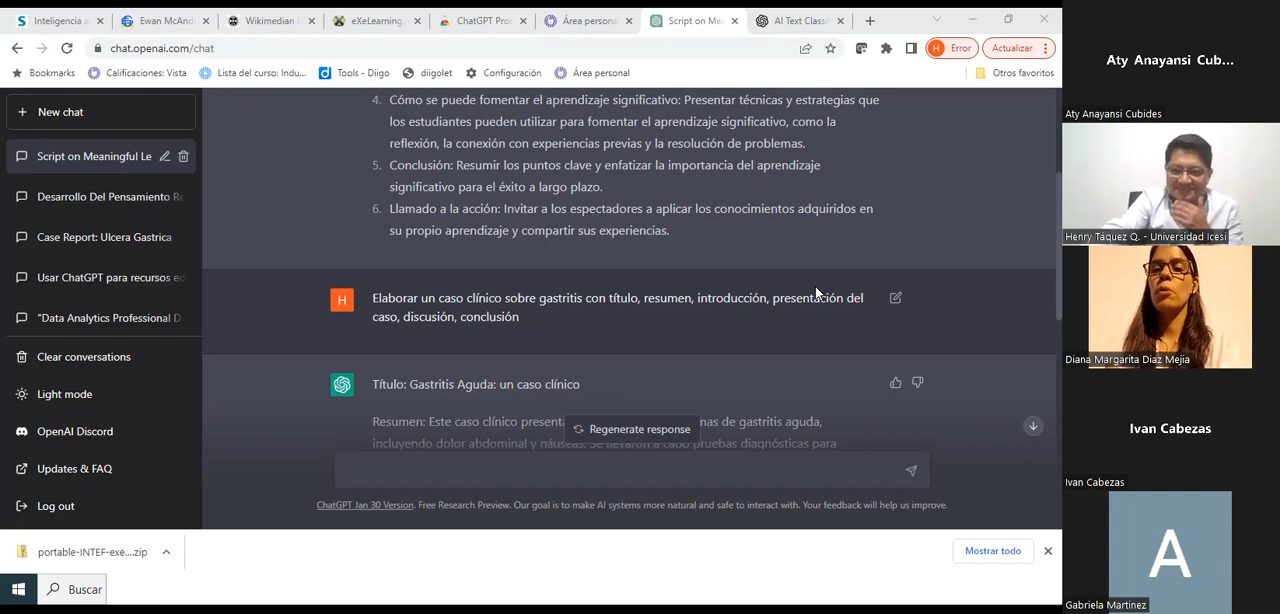 Inteligencia a
Ewan McAnd
Wikimedian i
eXeLearning.
ChatGPT Pro
Área persona
Script on Me
AI Text Classi
chat.openai.com/chat
H Error
Actualizar
Bookmarks
Calificaciones: Vista
Lista del curso: Indu...
Tools - Diigo
diigolet
Configuración
Área personal
Otros favoritos
New chat
Script on Meaningful Le
Desarrollo Del Pensamiento Re
Case Report: Ulcera Gastrica
Usar ChatGPT para recursos ed
"Data Analytics Professional D
Clear conversations
Light mode
OpenAI Discord
Updates & FAQ
Log out
4. Cómo se puede fomentar el aprendizaje significativo: Presentar técnicas y estrategias que
los estudiantes pueden utilizar para fomentar el aprendizaje significativo, como la
reflexión, la conexión con experiencias previas y la resolución de problemas.
5. Conclusión: Resumir los puntos clave y enfatizar la importancia del aprendizaje
significativo para el éxito a largo plazo.
6. Llamado a la acción: Invitar a los espectadores a aplicar los conocimientos adquiridos en
su propio aprendizaje y compartir sus experiencias.
H
Elaborar un caso clínico sobre gastritis con título, resumen, introducción, presentación del
caso, discusión, conclusión
Título: Gastritis Aguda: un caso clínico
Resumen: Este caso clínico present
mas de gastritis aguda,
incluyendo dolor abdominal y náuseas. Se llevaron a cabo pruebas diagnósticas para
Regenerate response
ChatGPT Jan 30 Version. Free Research Preview. Our goal is to make AI systems more natural and safe to interact with. Your feedback will help us improve.
portable-INTEF-exe....zip
Mostrar todo
Buscar
Aty Anayansi Cub...
Aty Anayansi Cubides
Henry Táquez Q. - Universidad Icesi
Diana Margarita Diaz Mejia
Ivan Cabezas
Ivan Cabezas
A
Gabriela Martinez